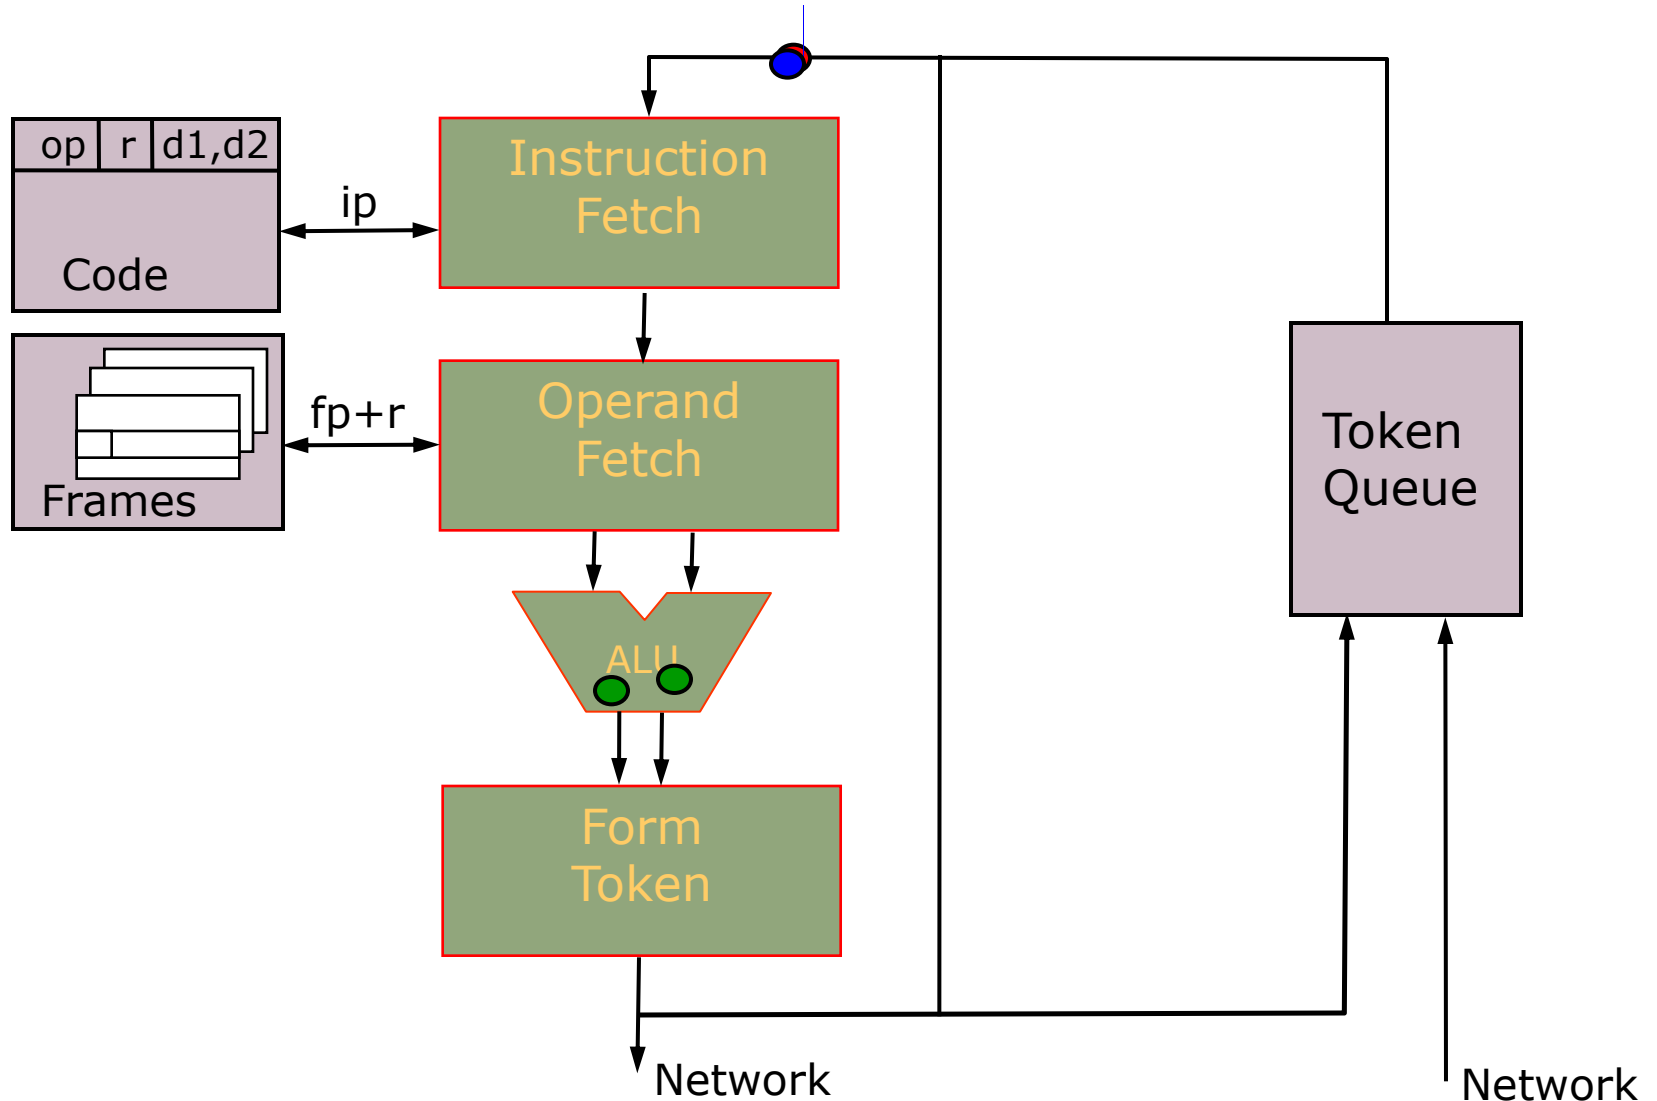 op r d1,d2
Code
ip
Instruction
Fetch
Frames
fp+r
Operand
Fetch
ALU
Form
Token
Network
Token
Queue
Network